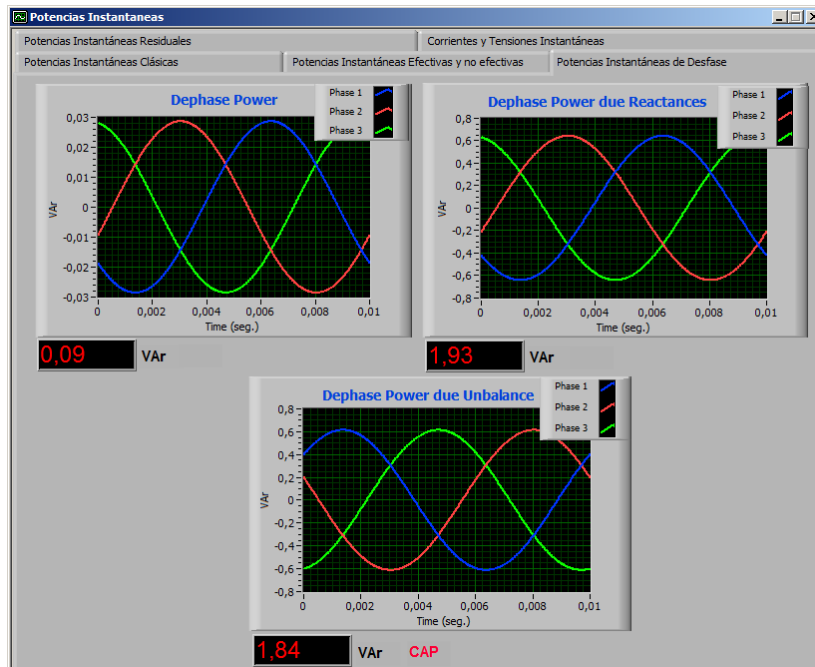 Potencias Instantaneas
Potencias Instantáneas Residuales
Corrientes y Tensiones Instantáneas
Potencias Instantáneas Clásicas
Potencias Instantáneas Efectivas y no efectivas
Potencias Instantáneas de Desfase
Dephase Power
Phase 1
Phase 2
Phase 3
0,03
0,02
0,01
0
-0,01
-0,02
-0,03
VAr
0
0,002
0,004
0,006
0,008
0,01
Time (seg.)
0,09
VAr
Dephase Power due Reactances
Phase 1
Phase 2
Phase 3
0,8
0,6
0,4
0,2
0
-0,2
-0,4
-0,6
-0,8
VAr
0
0,002
0,004
0,006
0,008
0,01
Time (seg.)
1,93
VAr
Dephase Power due Unbalance
Phase 1
Phase 2
Phase 3
0,8
0,6
0,4
0,2
0
-0,2
-0,4
-0,6
-0,8
VAr
0
0,002
0,004
0,006
0,008
0,01
Time (seg.)
1,84
VAr
CAP